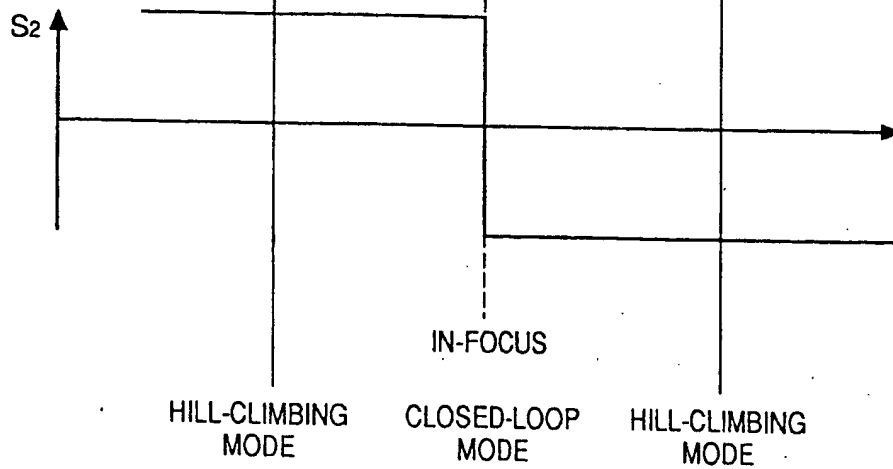 S2
IN-FOCUS
HILL-CLIMBING
MODE
CLOSED-LOOP
MODE
HILL-CLIMBING
MODE